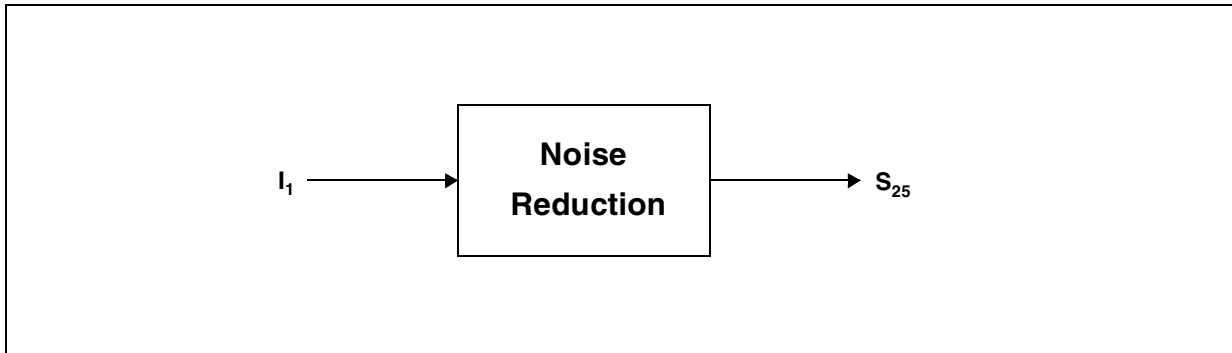 Noise
Reduction
I₁
S₂₅